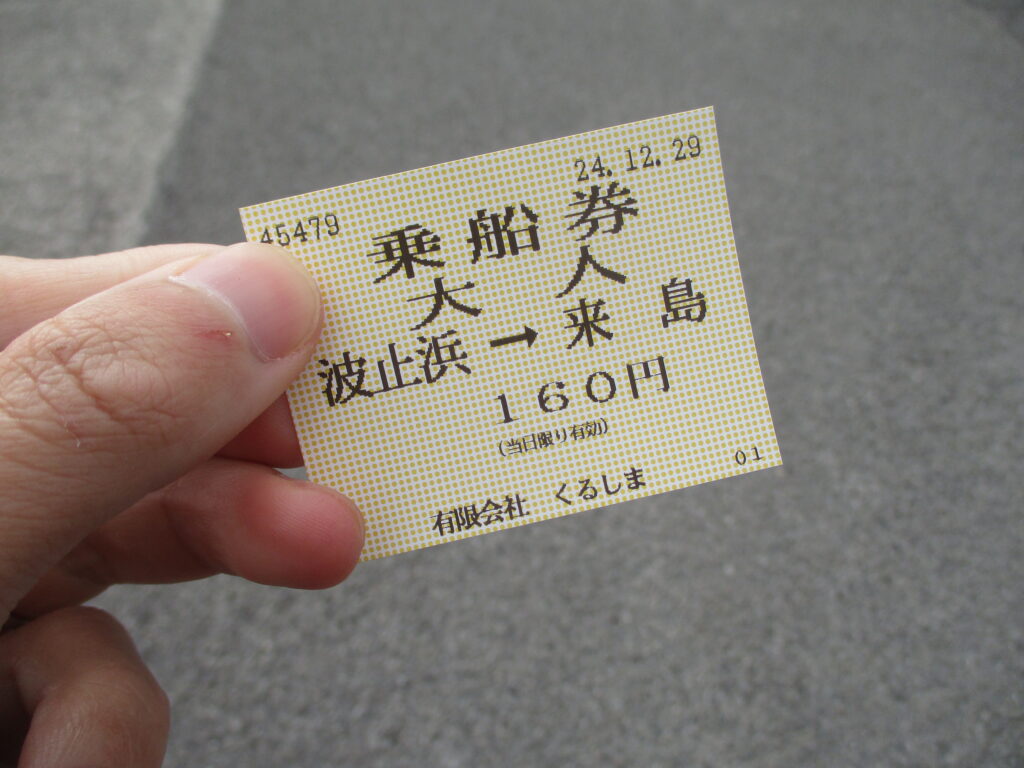 45479 24.12.29
乗船券
大人
波止浜→来島
160円
(当日限り有効)
有限会社 くるしま
01